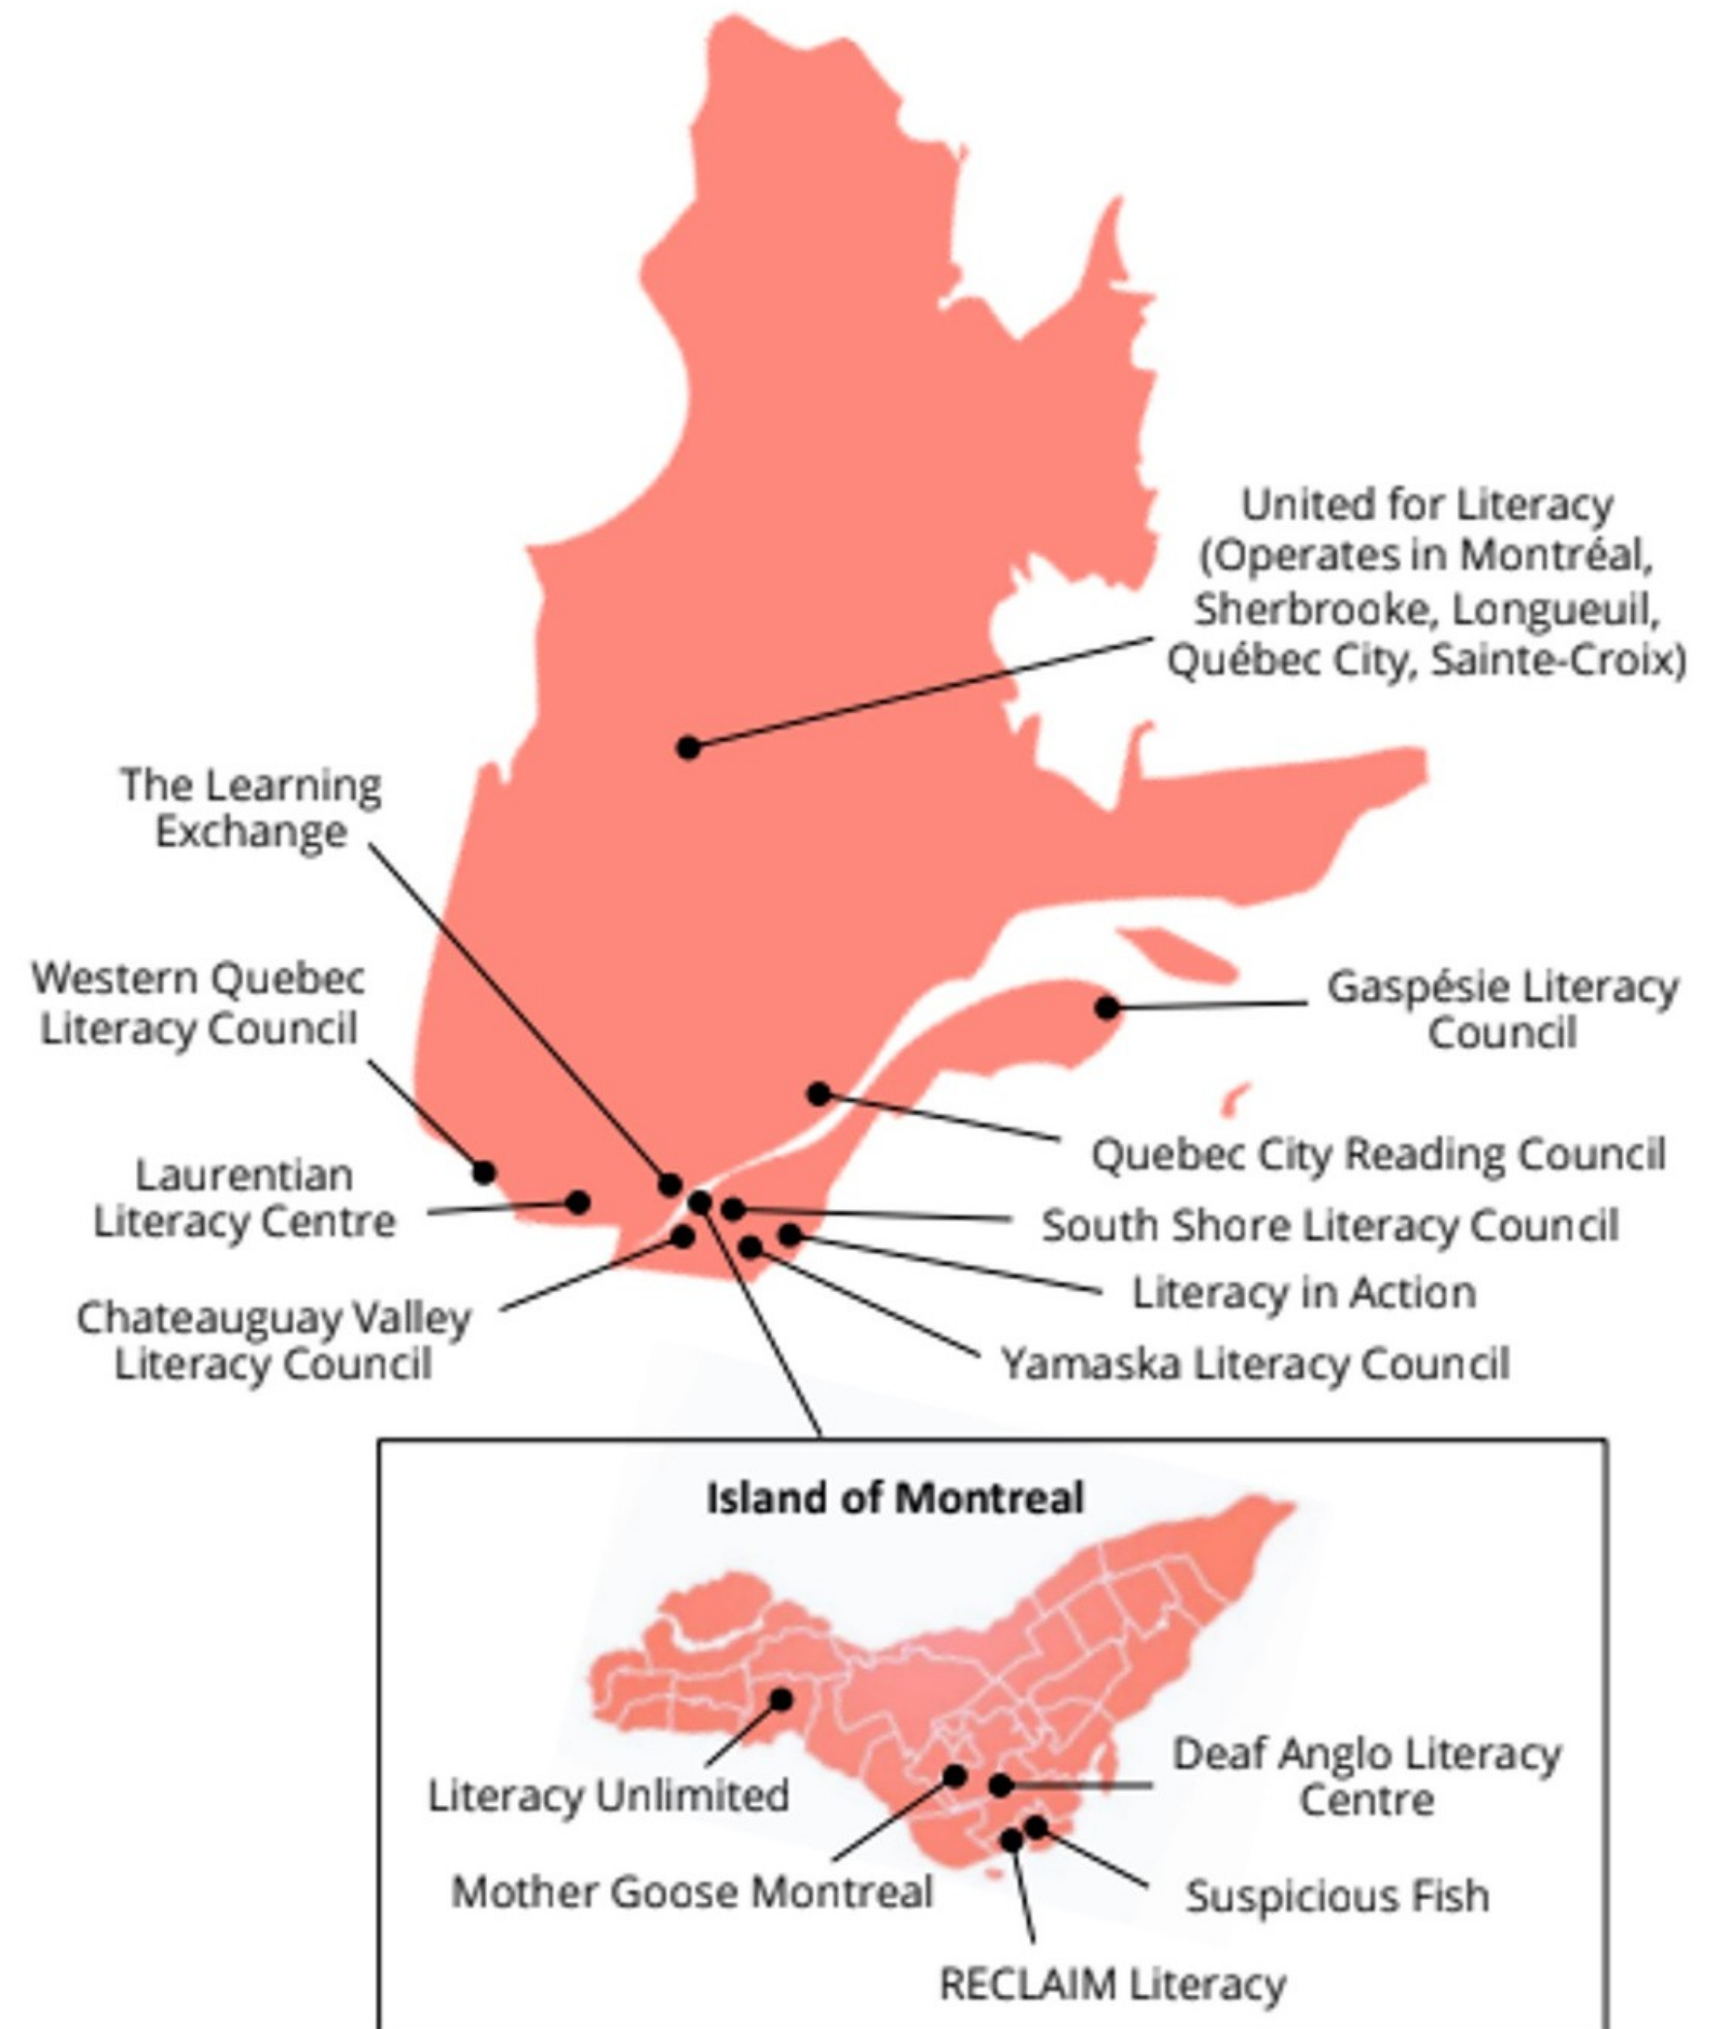 United for Literacy
(Operates in Montréal,
Sherbrooke, Longueuil,
Québec City, Sainte-Croix)
The Learning
Exchange
Western Quebec
Literacy Council
Gaspésie Literacy
Council
Quebec City Reading Council
Laurentian
Literacy Centre
South Shore Literacy Council
Literacy in Action
Chateauguay Valley
Literacy Council
Yamaska Literacy Council
Island of Montreal
Deaf Anglo Literacy
Centre
Literacy Unlimited
Mother Goose Montreal
Suspicious Fish
RECLAIM Literacy